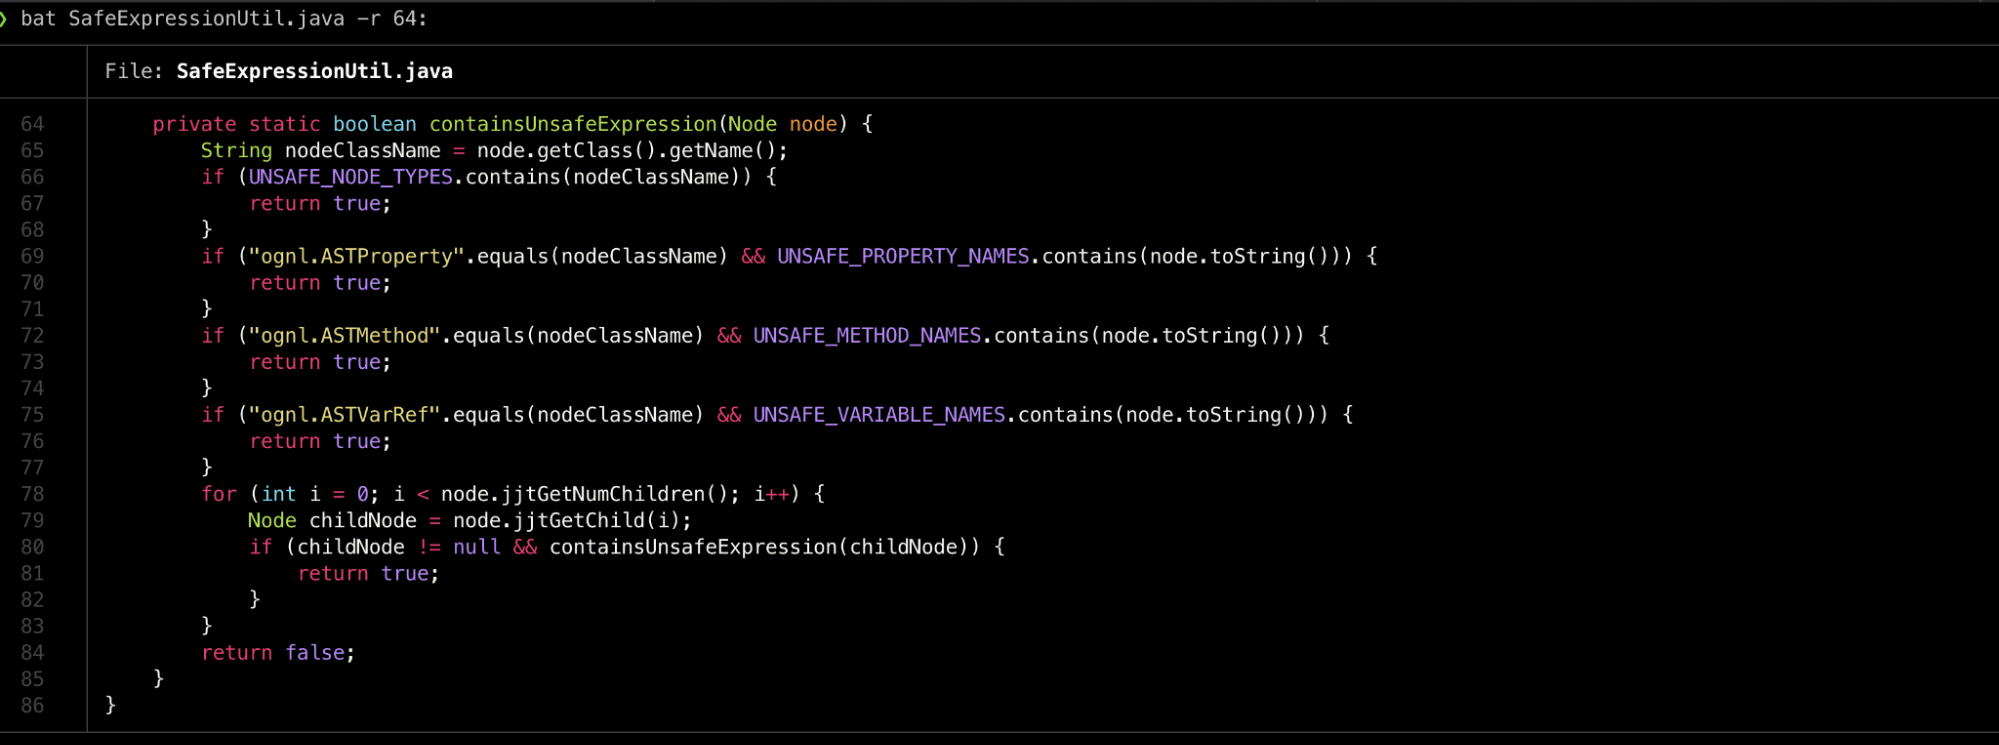 ❯ bat SafeExpressionUtil.java -r 64:
File: SafeExpressionUtil.java
64 private static boolean containsUnsafeExpression(Node node) {
65 String nodeClassName = node.getClass().getName();
66 if (UNSAFE_NODE_TYPES.contains(nodeClassName)) {
67 return true;
68 }
69 if ("ognl.ASTProperty".equals(nodeClassName) && UNSAFE_PROPERTY_NAMES.contains(node.toString())) {
70 return true;
71 }
72 if ("ognl.ASTMethod".equals(nodeClassName) && UNSAFE_METHOD_NAMES.contains(node.toString())) {
73 return true;
74 }
75 if ("ognl.ASTVarRef".equals(nodeClassName) && UNSAFE_VARIABLE_NAMES.contains(node.toString())) {
76 return true;
77 }
78 for (int i = 0; i < node.jjtGetNumChildren(); i++) {
79 Node childNode = node.jjtGetChild(i);
80 if (childNode != null && containsUnsafeExpression(childNode)) {
81 return true;
82 }
83 }
84 return false;
85 }
86 }